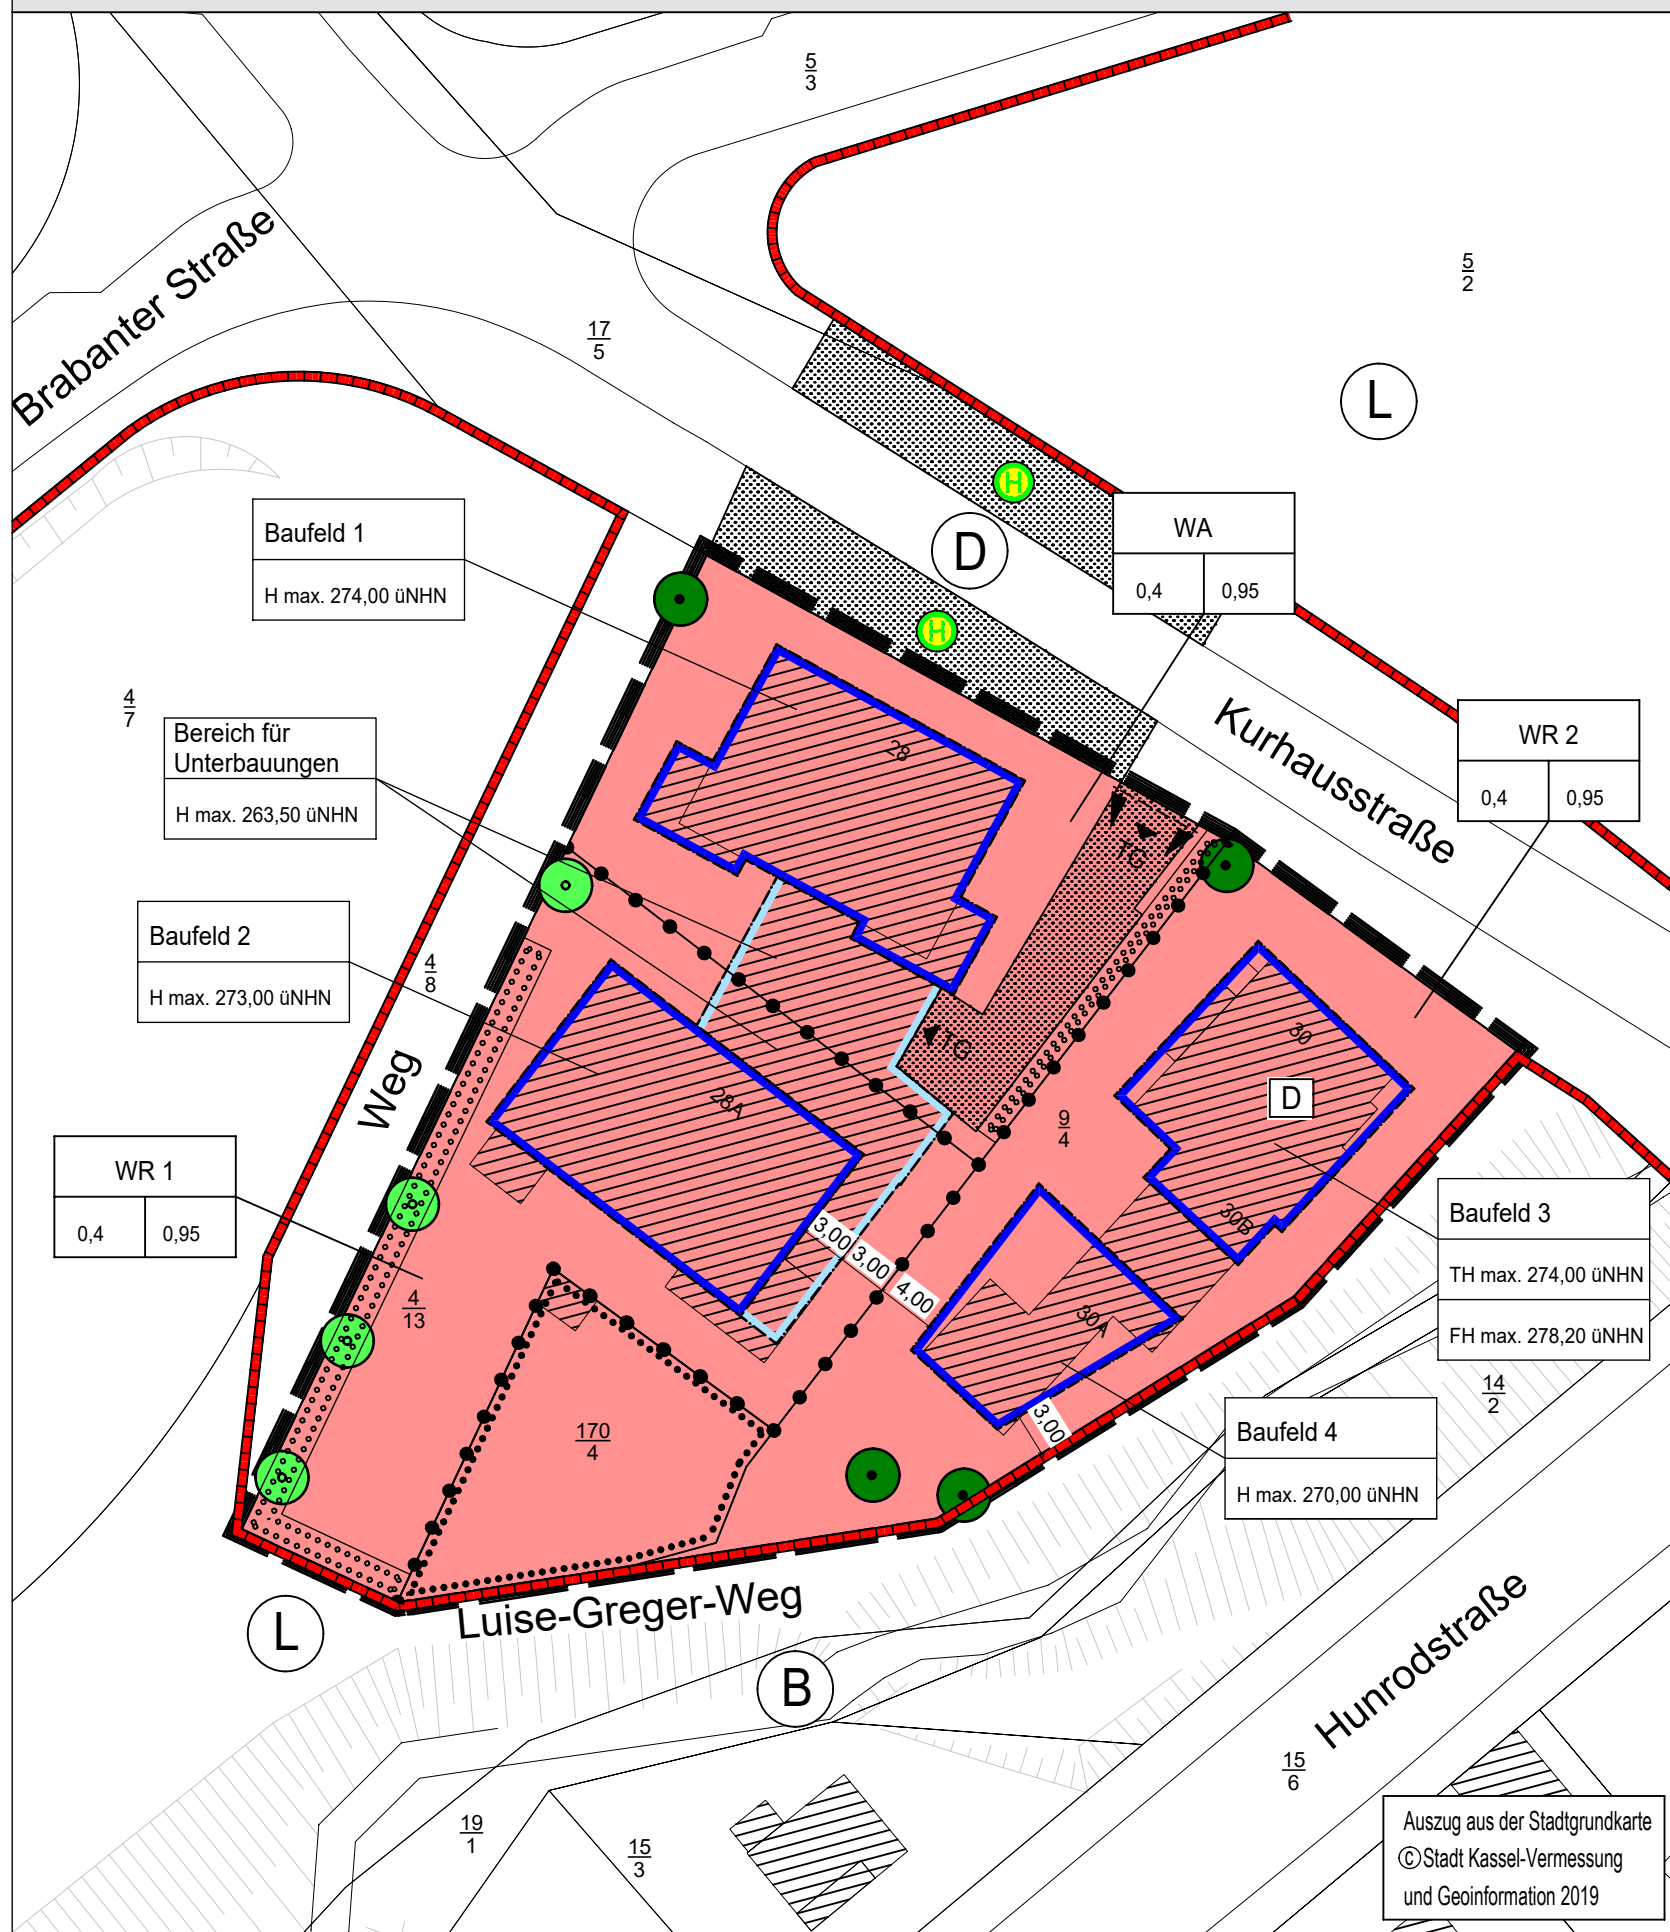 5
3
5
2
Brabanter Straße
17
5
L
H
D
WA
0,4 0,95
Baufeld 1
H max. 274,00 üNHN
H
4
7
Kurhausstraße
WR 2
0,4 0,95
Bereich für
Unterbauungen
H max. 263,50 üNHN
28
TG
Baufeld 2
H max. 273,00 üNHN
4
8
Weg
TG
30
D
28A
9
4
WR 1
0,4 0,95
30B
Baufeld 3
TH max. 274,00 üNHN
FH max. 278,20 üNHN
3,00
3,00
4,00
4
13
30A
3,00
14
2
170
4
Baufeld 4
H max. 270,00 üNHN
L
Luise-Greger-Weg
B
Hunrodstraße
15
6
19
1
15
3
Auszug aus der Stadtgrundkarte
© Stadt Kassel-Vermessung
und Geoinformation 2019